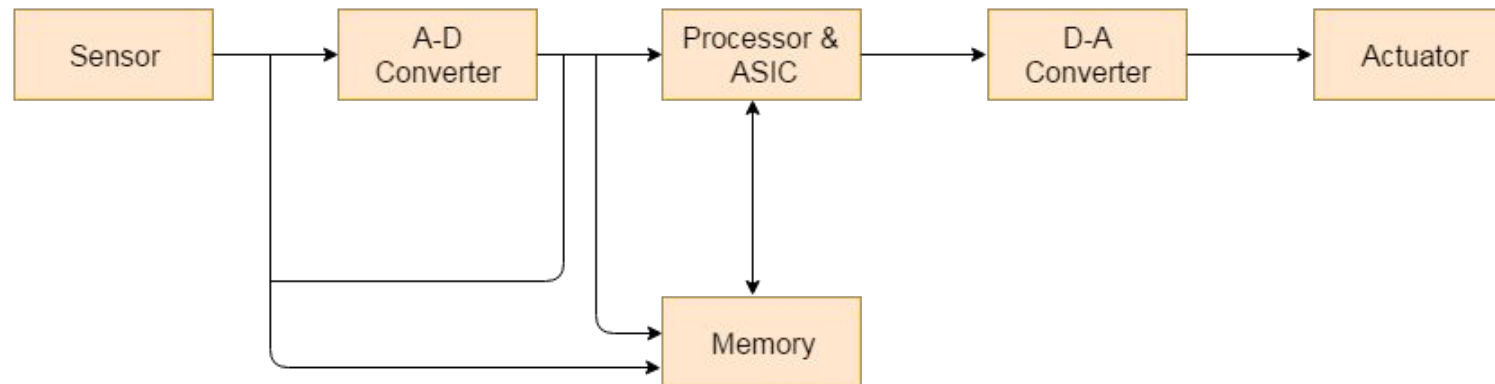 Sensor
A-D
Converter
Processor &
ASIC
D-A
Converter
Actuator
Memory